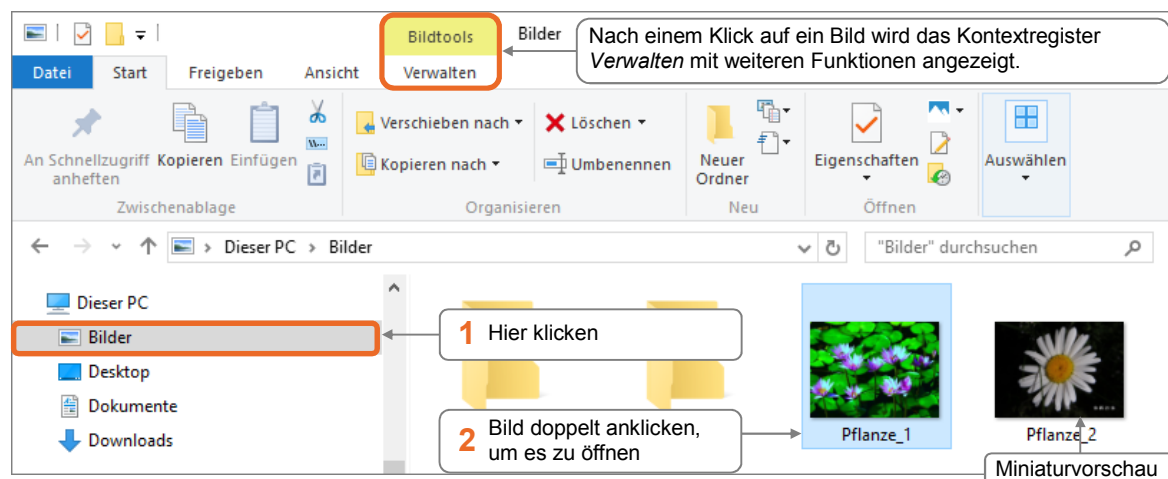 Bildtools
Bilder
Nach einem Klick auf ein Bild wird das Kontextregister
Verwalten mit weiteren Funktionen angezeigt.
Datei Start Freigeben Ansicht Verwalten
An Schnellzugriff
anheften
Kopieren
Einfügen
Zwischenablage
Verschieben nach
Kopieren nach
Löschen
Umbenennen
Organisieren
Neuer
Ordner
Neu
Eigenschaften
Öffnen
Auswählen
Dieser PC > Bilder
"Bilder" durchsuchen
Dieser PC
Bilder
Desktop
Dokumente
Downloads
1 Hier klicken
2 Bild doppelt anklicken,
um es zu öffnen
Pflanze_1
Pflanze_2
Miniaturvorschau